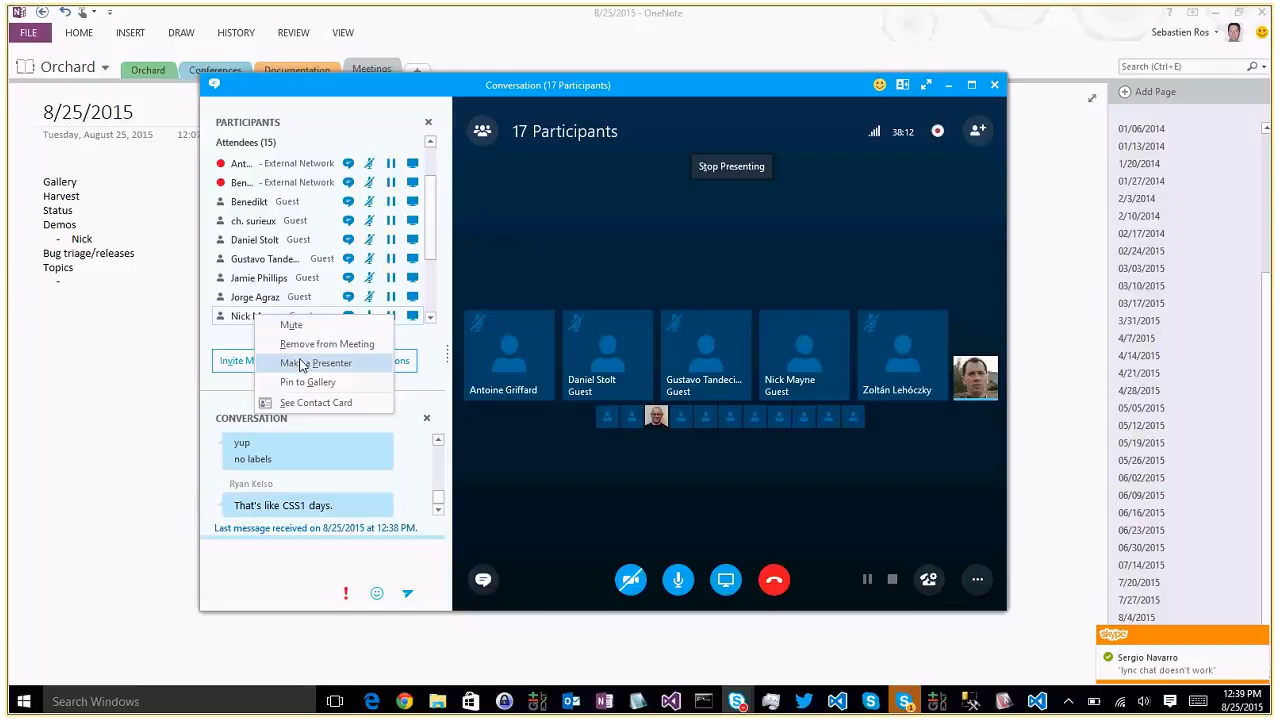 8/25/2015 - OneNote
FILE HOME INSERT DRAW HISTORY REVIEW VIEW
Sebastien Ros
Orchard
Orchard Conferences Documentation Meetings
Search (Ctrl+E)
8/25/2015
Tuesday, August 25, 2015 12:07
Gallery
Harvest
Status
Demos
- Nick
Bug triage/releases
Topics
-
Conversation (17 Participants)
PARTICIPANTS
Attendees (15)
Ant... - External Network
Ben... - External Network
Benedikt Guest
ch. surieux Guest
Daniel Stolt Guest
Gustavo Tande... Guest
Jamie Phillips Guest
Jorge Agraz Guest
Nick M
Mute
Remove from Meeting
Make a Presenter
Pin to Gallery
See Contact Card
Invite M
ons
CONVERSATION
yup
no labels
Ryan Kelso
That's like CSS1 days.
Last message received on 8/25/2015 at 12:38 PM.
17 Participants
38:12
Stop Presenting
Antoine Griffard
Daniel Stolt
Guest
Gustavo Tandeci...
Guest
Nick Mayne
Guest
Zoltán Lehóczky
Add Page
01/06/2014
01/13/2014
1/20/2014
01/27/2014
2/3/2014
2/10/2014
02/17/2014
02/24/2015
03/03/2015
03/10/2015
03/17/2015
3/31/2015
4/7/2015
4/14/2015
4/21/2015
4/28/2015
05/05/2015
05/12/2015
05/19/2015
05/26/2015
06/02/2015
06/09/2015
06/16/2015
06/23/2015
06/30/2015
07/14/2015
7/20/2015
7/27/2015
8/4/2015
skype
Sergio Navarro
"lync chat doesn't work"
Search Windows
12:39 PM
8/25/2015